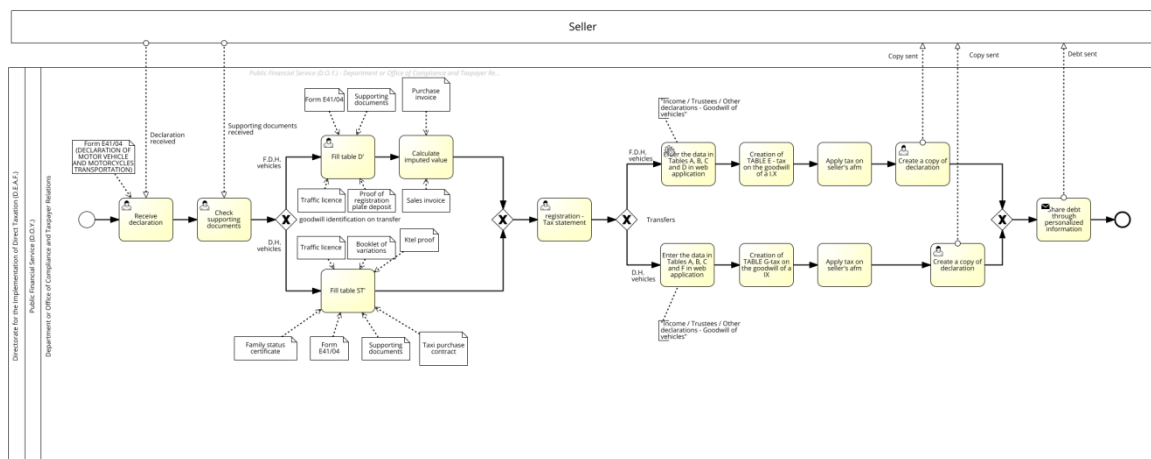 Seller
Copy sent
Copy sent
Debt sent
Public Financial Service (D.O.Y.) - Department or Office of Compliance and Taxpayer Re...
Directorate for the Implementation of Direct Taxation (D.E.A.F.)
Public Financial Service (D.O.Y.)
Department or Office of Compliance and Taxpayer Relations
Form E41/04
(DECLARATION OF
MOTOR VEHICLE
AND MOTORCYCLES
TRANSPORTATION)
Declaration
received
Supporting documents
received
Receive
declaration
Check
supporting
documents
goodwill identification on transfer
F.D.H.
vehicles
D.H.
vehicles
Form E41/04
Supporting
documents
Purchase
invoice
Fill table D'
Calculate
imputed value
Traffic licence
Proof of
registration
plate deposit
Sales invoice
Traffic licence
Booklet of
variations
Ktel proof
Fill table ST'
Family status
certificate
Form
E41/04
Supporting
documents
Taxi purchase
contract
registration -
Tax statement
Transfers
F.D.H,
vehicles
D.H.
vehicles
"Income / Trustees / Other
declarations - Goodwill of
vehicles"
Enter the data in
Tables A, B, C
and D in web
application
Creation of
TABLE E - tax
on the goodwill
of a I.X
Apply tax on
seller's afm
Create a copy of
declaration
Enter the data in
Tables A, B, C
and F in web
application
Creation of
TABLE G-tax on
the goodwill of a
IX
Apply tax on
seller's afm
Create a copy of
declaration
"Income / Trustees / Other
declarations - Goodwill of
vehicles"
Share debt
through
personalized
information